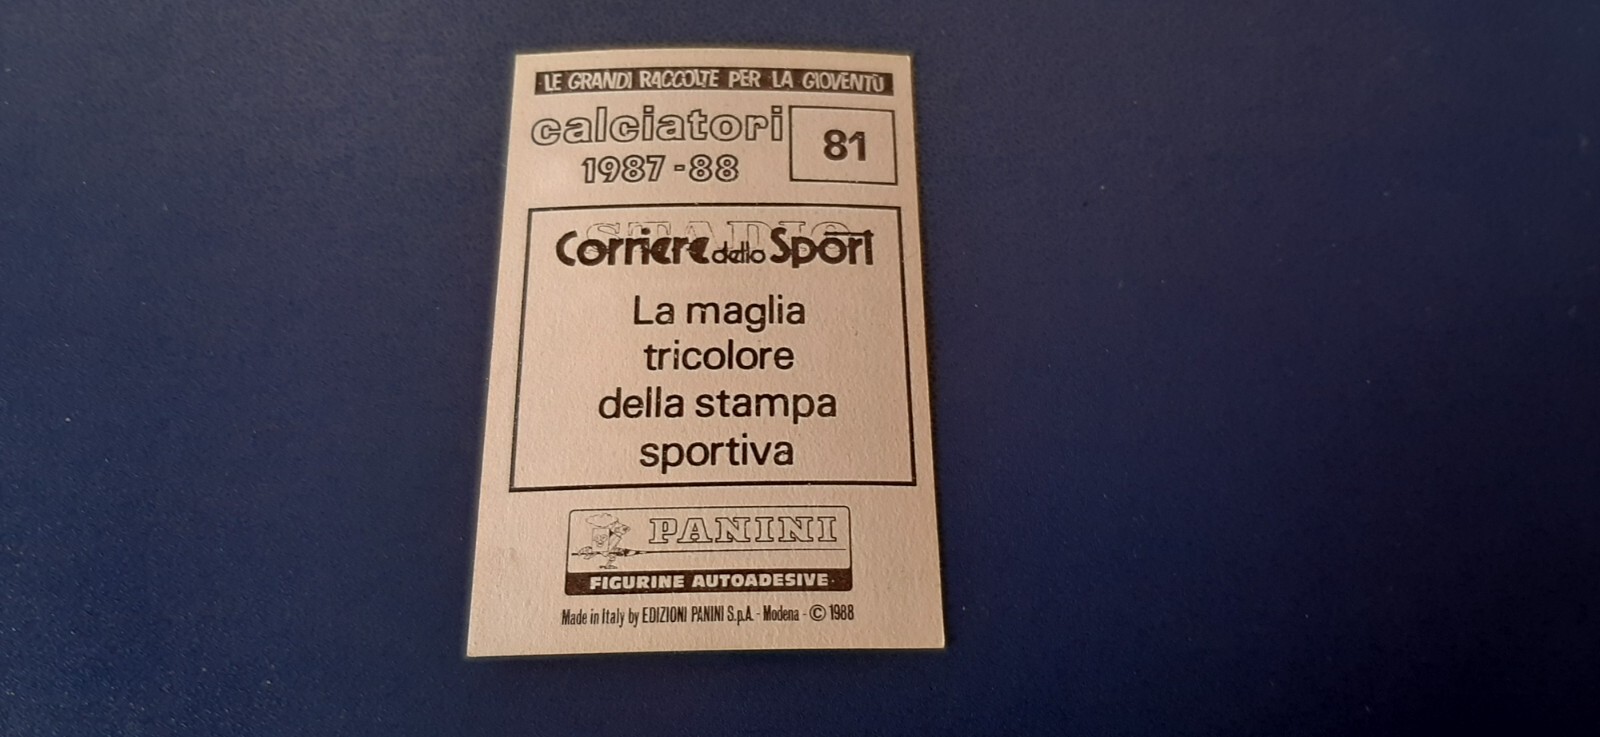 LE GRANDI RACCOLTE PER LA GIOVENTÙ
calciatori
1987-88
81
STADIO
Corriere dello Sport
La maglia
tricolore
della stampa
sportiva
PANINI
FIGURINE AUTOADESIVE
Made in Italy by EDIZIONI PANINI S.p.A. - Modena - © 1988